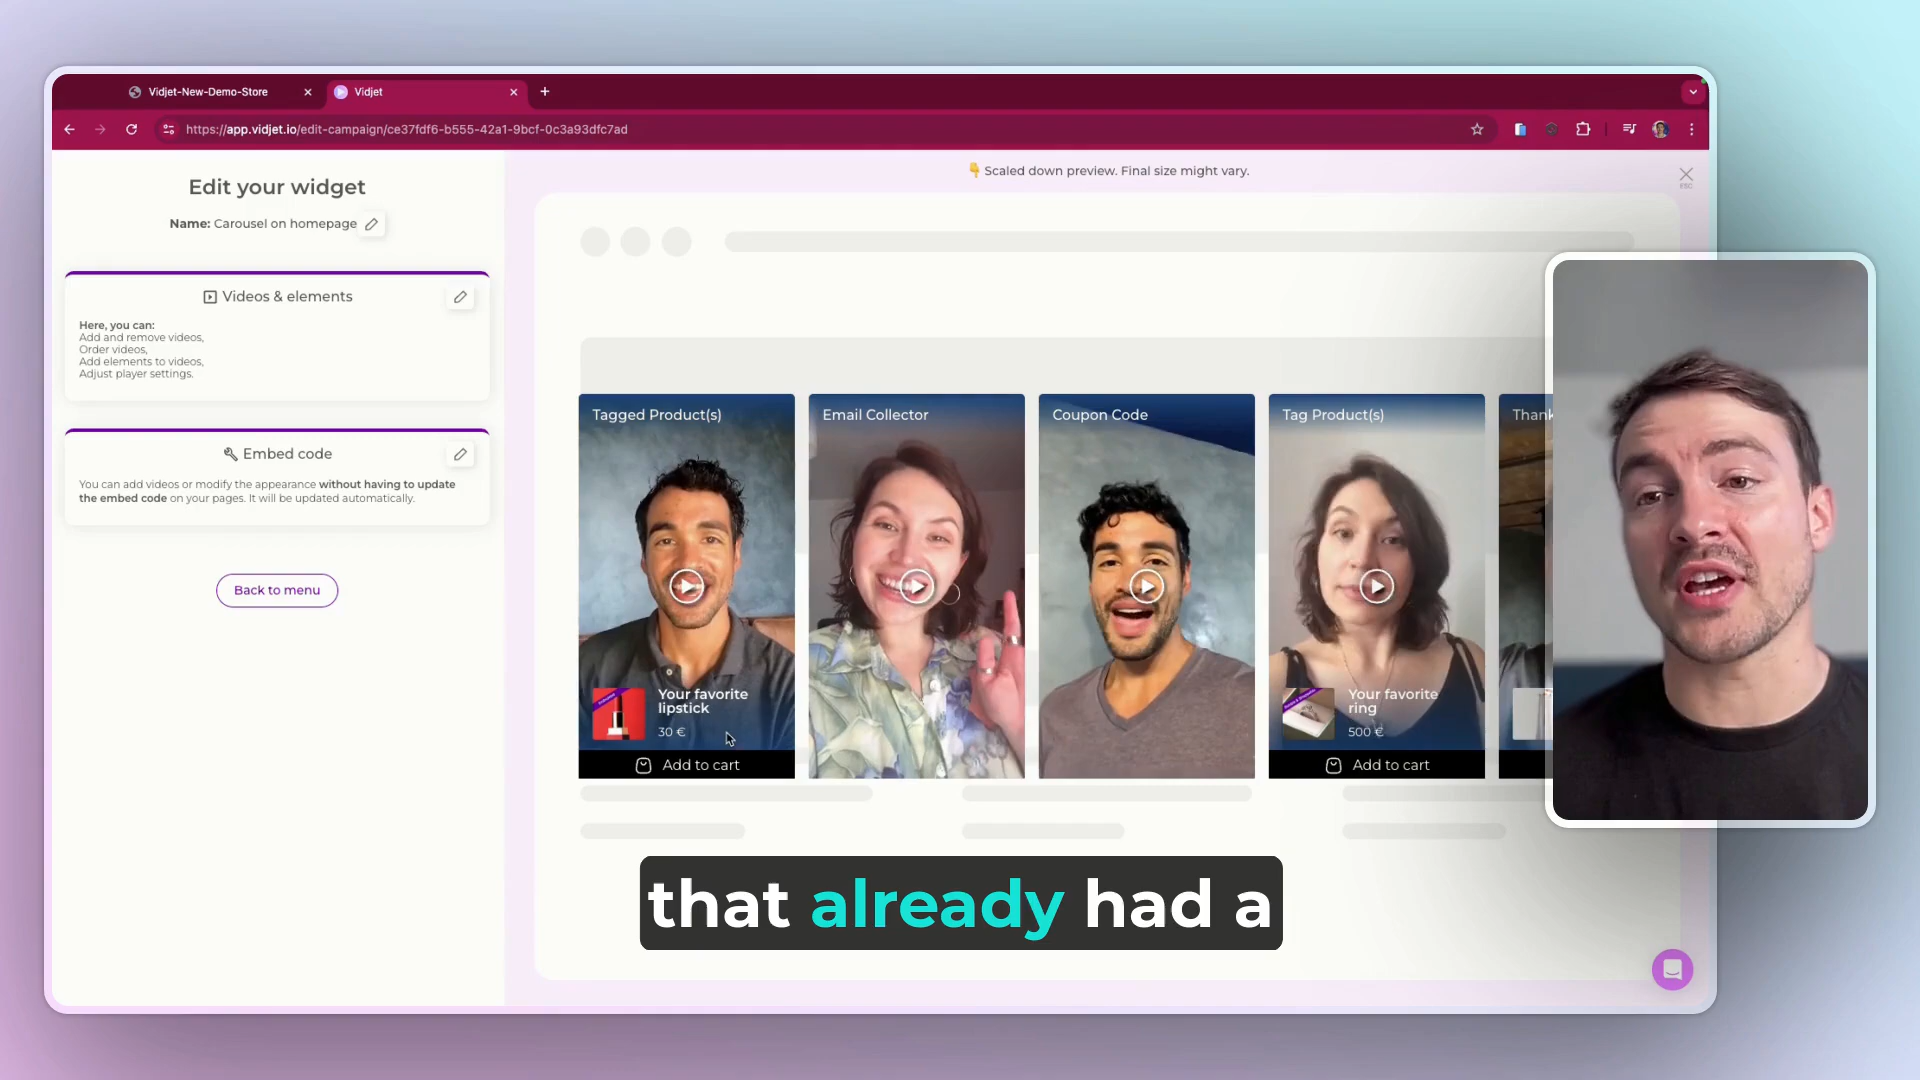 Vidjet-New-Demo-Store
Vidjet
https://app.vidjet.io/edit-campaign/ce37fdf6-b555-42a1-9bcf-0c3a93dfc7ad
Edit your widget
Name: Carousel on homepage
Videos & elements
Here, you can:
Add and remove videos,
Order videos,
Add elements to videos,
Adjust player settings.
Embed code
You can add videos or modify the appearance without having to update
the embed code on your pages. It will be updated automatically.
Back to menu
👇 Scaled down preview. Final size might vary.
ESC
Tagged Product(s)
Email Collector
Coupon Code
Tag Product(s)
Thank
Your favorite
lipstick
30 €
Add to cart
Your favorite
ring
500 €
Add to cart
that already had a